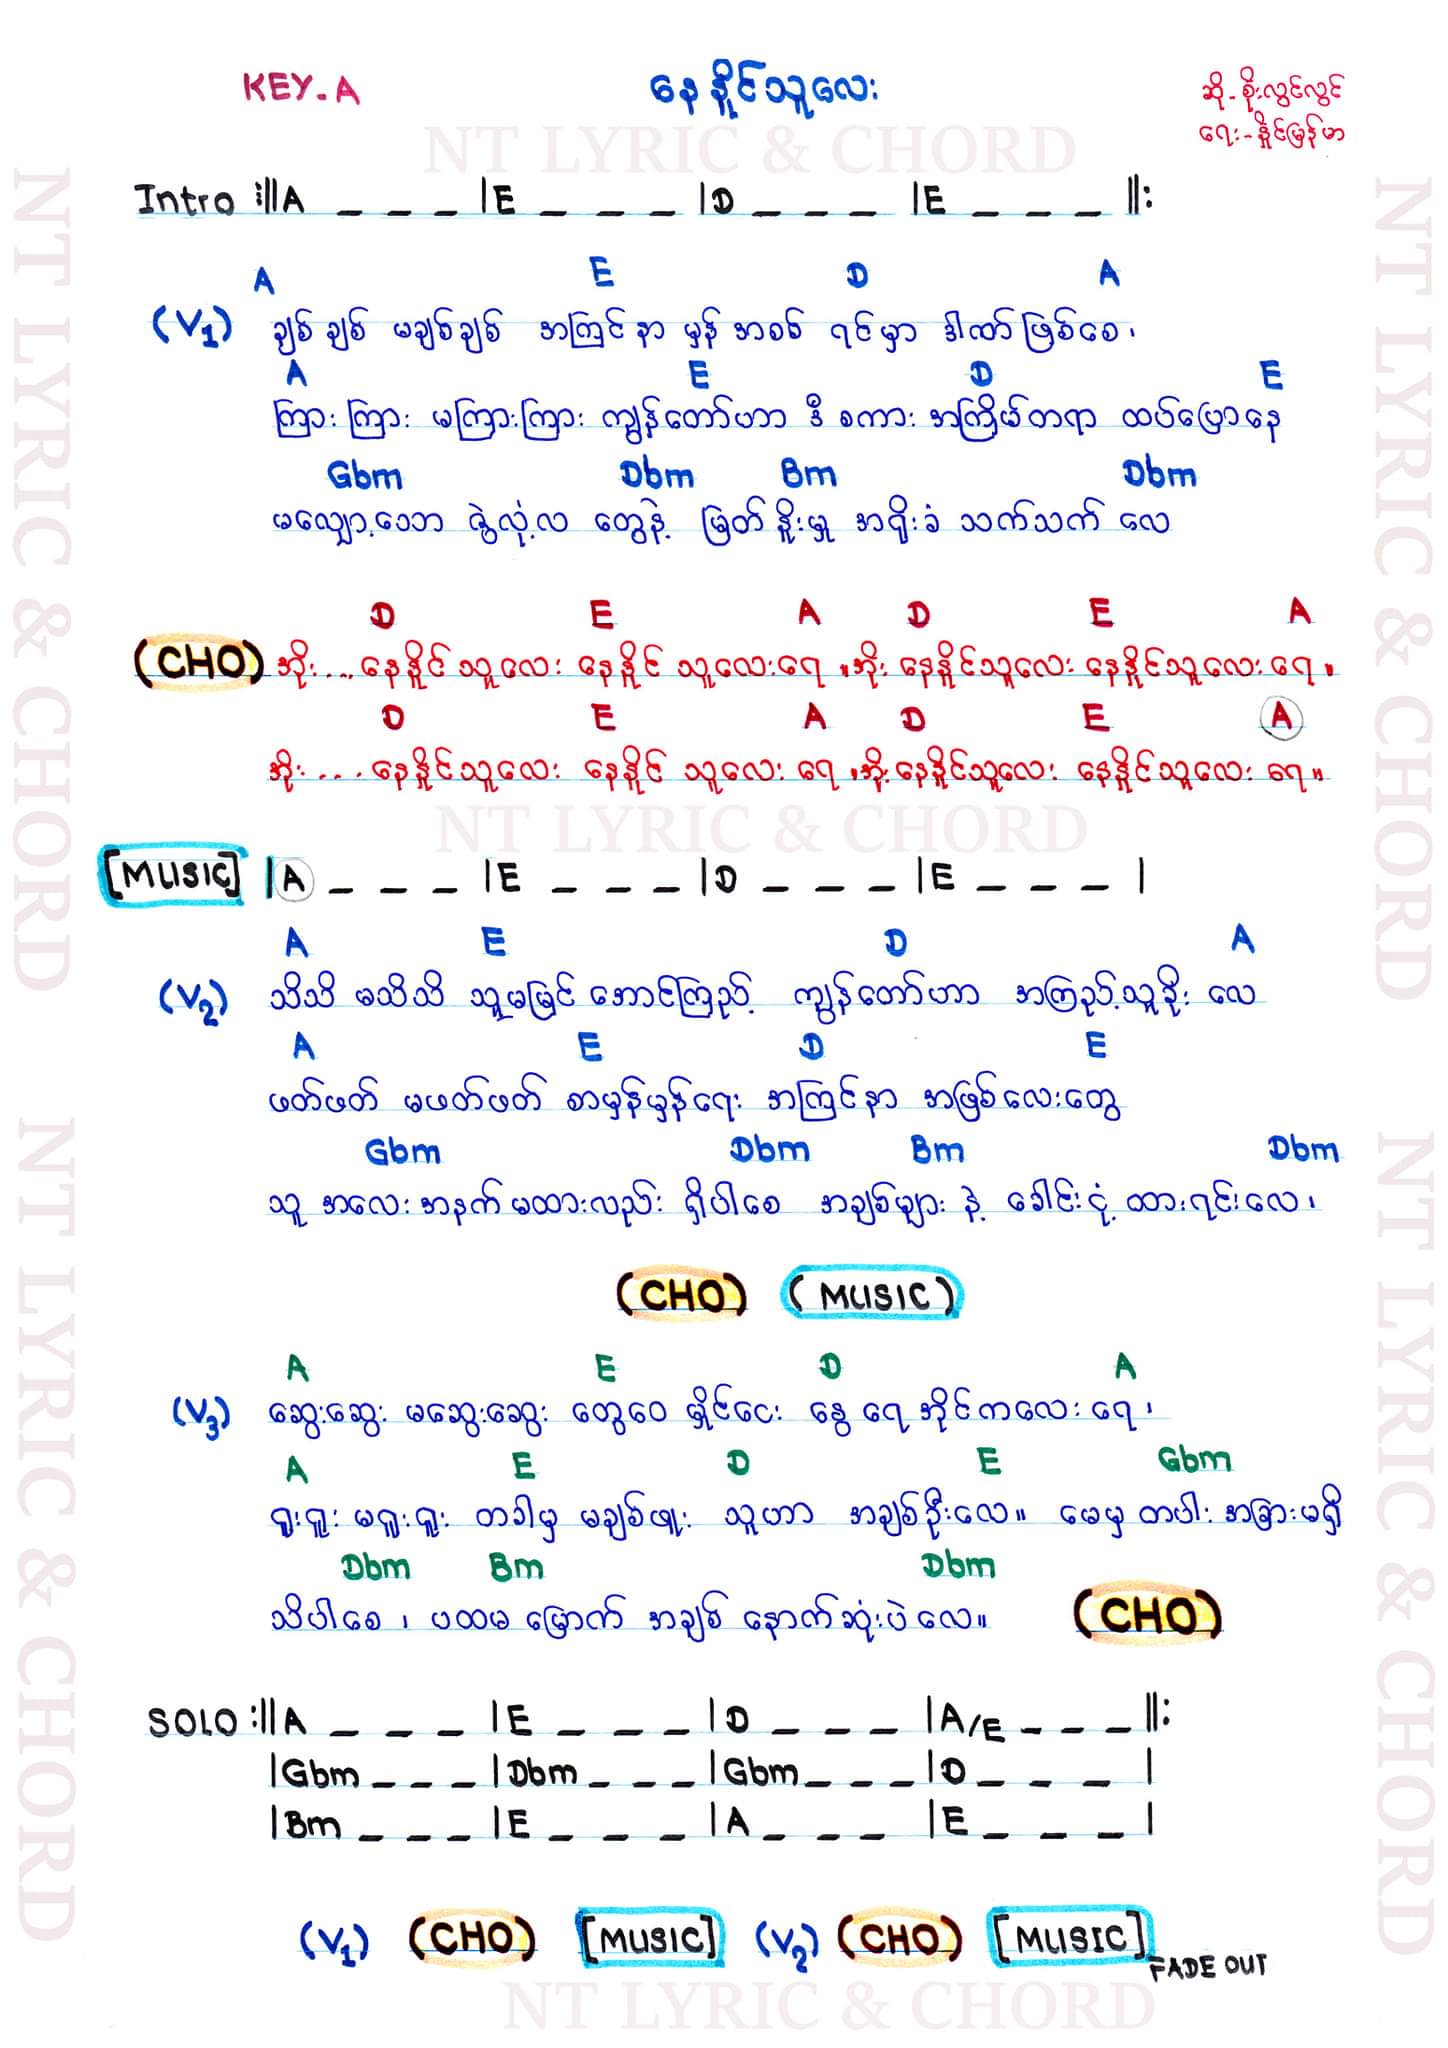 KEY-A
နေနိူင်သူလေး
ဆို-စိုးလွင်လွင်
ရေး-နှိုင်းမြန်မာ
NT LYRIC & CHORD
Intro :||A _ _ _ |E _ _ _ |D _ _ _ |E _ _ _ ||:
A E D A
(V1) ချစ်ချစ် မချစ်ချစ် အကြင်နာ မှန် အစစ် ရင်မှာ ဒါဏ်ဖြစ်စေ၊
A E D E
ကြားကြား မကြားကြား ကျွန်တော်ဟာ ဒီ စကား အကြိမ်တရာ ထပ်ပြောနေ
Gbm Dbm Bm Dbm
မလျှော့သော ဇွဲလုံ့လ တွေနဲ့ မြတ်နိူးမှု အရိုးခံ သက်သက် လေ
D E A D E A
(CHO) အိုး.... နေနိူင်သူလေး နေနိူင် သူလေးရေ ။အိုး နေနိူင်သူလေး နေနိူင်သူလေး ရေ။
D E A D E A
အိုး.... နေနိူင်သူလေး နေနိူင် သူလေး ရေ ။အိုး နေနိူင်သူလေး နေနိူင်သူလေး ရေ။
NT LYRIC & CHORD
[MUSIC] |A _ _ _ |E _ _ _ |D _ _ _ |E _ _ _ |
A E D A
(V2) သိသိ မသိသိ သူမမြင် အောင်ကြည့် ကျွန်တော်ဟာ အကြည့်သူခိုး လေ
A E D E
ဖတ်ဖတ် မဖတ်ဖတ် စာမှန်မှန်ရေး အကြင်နာ အဖြစ်လေးတွေ
Gbm Dbm Bm Dbm
သူ အလေးအနက် မထားလည်း ရှိပါစေ အချစ်များ နဲ့ ခေါင်းငုံ့ ထားရင်းလေ၊
(CHO) (MUSIC)
A E D A
(V3) ဆွေးဆွေး မဆွေးဆွေး တွေဝေ မှိုင်ငေး နွေ ရေအိုင်ကလေး ရေ၊
A E D E Gbm
ရူးရူး မရူးရူး တခါမှ မချစ်ဖူး သူဟာ အချစ်ဦးလေ။ မေမှ တပါး အခြားမရှိ
Dbm Bm Dbm
သိပါစေ ၊ ပထမ မြောက် အချစ် နောက်ဆုံးပဲ လေ။ (CHO)
SOLO :||A _ _ _ |E _ _ _ |D _ _ _ |A/E _ _ _ ||:
|Gbm _ _ _ |Dbm _ _ _ |Gbm _ _ _ |D _ _ _ |
|Bm _ _ _ |E _ _ _ |A _ _ _ |E _ _ _ |
(V1) (CHO) [MUSIC] (V2) (CHO) [MUSIC] FADE OUT
NT LYRIC & CHORD
NT LYRIC & CHORD
NT LYRIC & CHORD
NT LYRIC & CHORD
NT LYRIC & CHORD